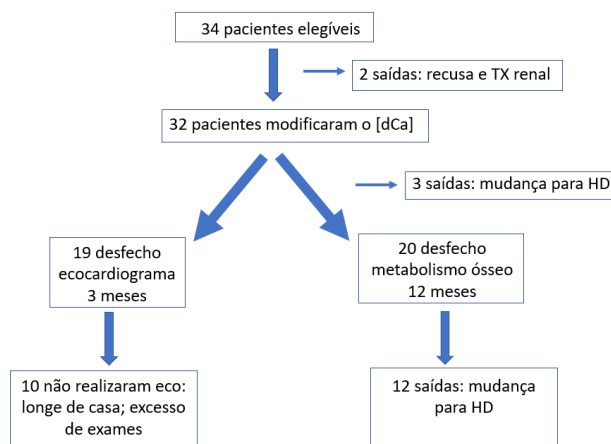 34 pacientes elegíveis
2 saídas: recusa e TX renal
32 pacientes modificaram o [dCa]
3 saídas: mudança para HD
19 desfecho
ecocardiograma
3 meses
20 desfecho
metabolismo ósseo
12 meses
10 não realizaram eco:
longe de casa; excesso
de exames
12 saídas: mudança
para HD